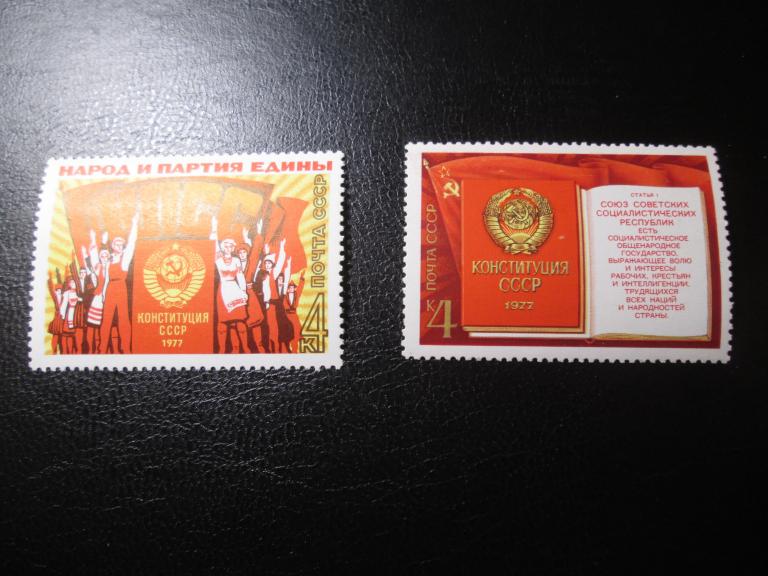 НАРОД И ПАРТИЯ ЕДИНЫ
КОНСТИТУЦИЯ
СССР
1977
ПОЧТА СССР
4
К
ПОЧТА СССР
К4
КОНСТИТУЦИЯ
СССР
1977
СТАТЬЯ 1
СОЮЗ СОВЕТСКИХ
СОЦИАЛИСТИЧЕСКИХ
РЕСПУБЛИК
ЕСТЬ
СОЦИАЛИСТИЧЕСКОЕ
ОБЩЕНАРОДНОЕ
ГОСУДАРСТВО,
ВЫРАЖАЮЩЕЕ ВОЛЮ
И ИНТЕРЕСЫ
РАБОЧИХ, КРЕСТЬЯН
И ИНТЕЛЛИГЕНЦИИ,
ТРУДЯЩИХСЯ
ВСЕХ НАЦИЙ
И НАРОДНОСТЕЙ
СТРАНЫ.